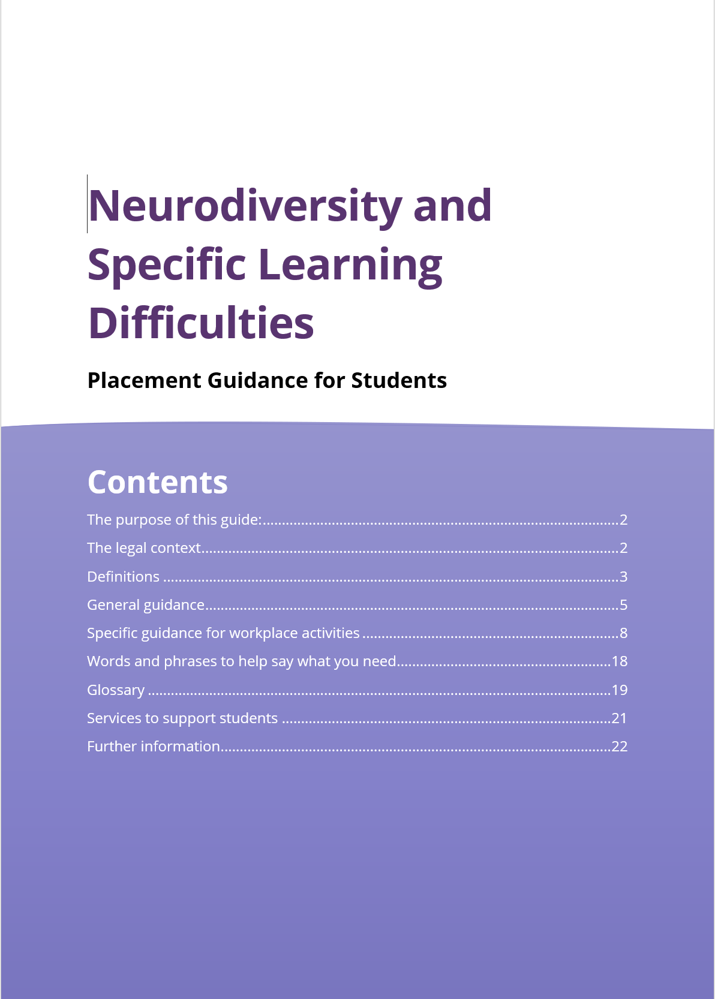 Neurodiversity and
Specific Learning
Difficulties
Placement Guidance for Students
Contents
The purpose of this guide:..............................................................................................2
The legal context.............................................................................................................2
Definitions .......................................................................................................................3
General guidance............................................................................................................5
Specific guidance for workplace activities ...................................................................8
Words and phrases to help say what you need........................................................18
Glossary .........................................................................................................................19
Services to support students ......................................................................................21
Further information......................................................................................................22